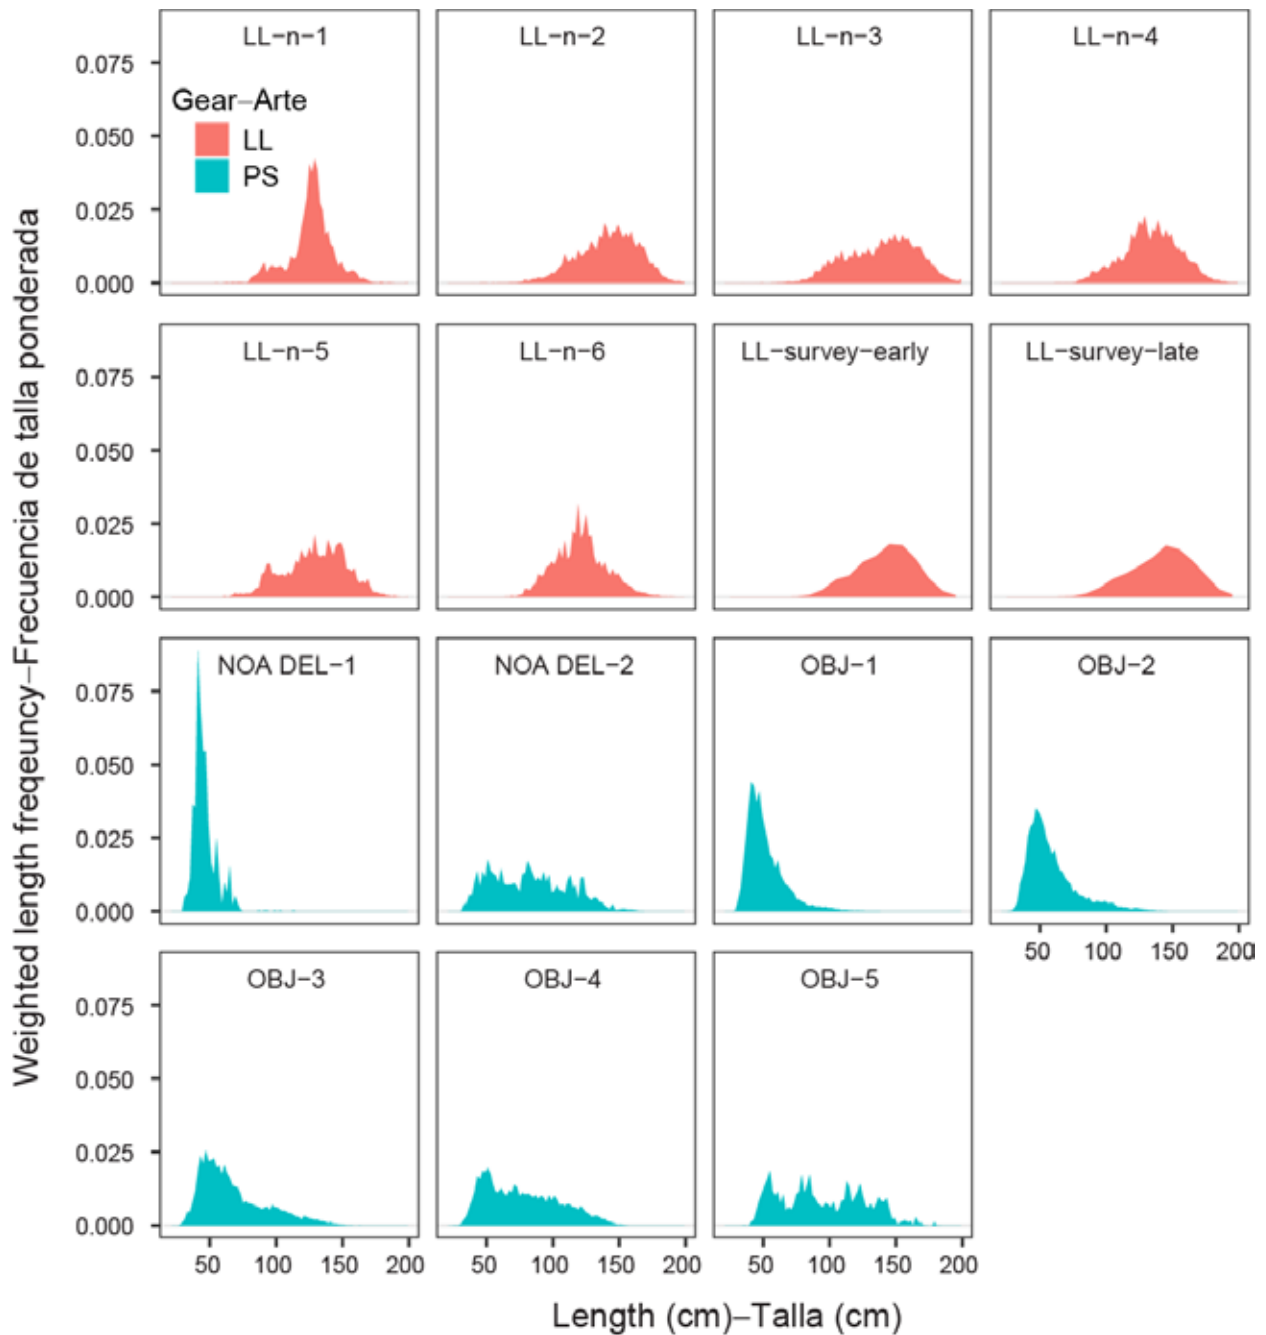 LL−n−1
LL−n−2
LL−n−3
LL−n−4
Gear−Arte
LL
PS
0.075
0.050
0.025
0.000
LL−n−5
LL−n−6
LL−survey−early
LL−survey−late
0.075
0.050
0.025
0.000
NOA DEL−1
NOA DEL−2
OBJ−1
OBJ−2
0.075
0.050
0.025
0.000
50 100 150 200
OBJ−3
OBJ−4
OBJ−5
0.075
0.050
0.025
0.000
50 100 150 200
50 100 150 200
50 100 150 200
Length (cm)−Talla (cm)
Weighted length freqeuncy−Frecuencia de talla ponderada